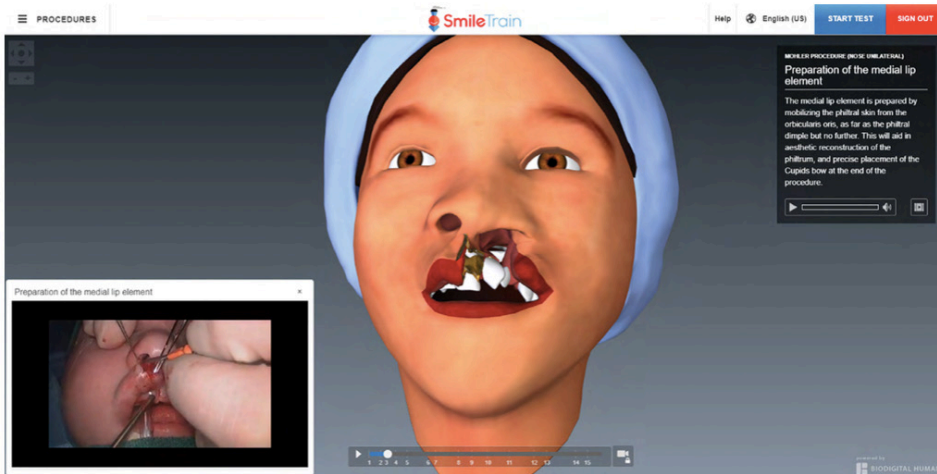 PROCEDURES
SmileTrain
Help
English (US)
START TEST
SIGN OUT
MOHLER PROCEDURE (NOSE UNILATERAL)
Preparation of the medial lip
element
The medial lip element is prepared by
mobilizing the philtral skin from the
orbicularis oris, as far as the philtral
dimple but no further. This will aid in
aesthetic reconstruction of the
philtrum, and precise placement of the
Cupids bow at the end of the
procedure.
Preparation of the medial lip element ×
1 2 3 4 5 6 7 8 9 10 11 12 13 14 15
powered by
BIODIGITAL HUMAN